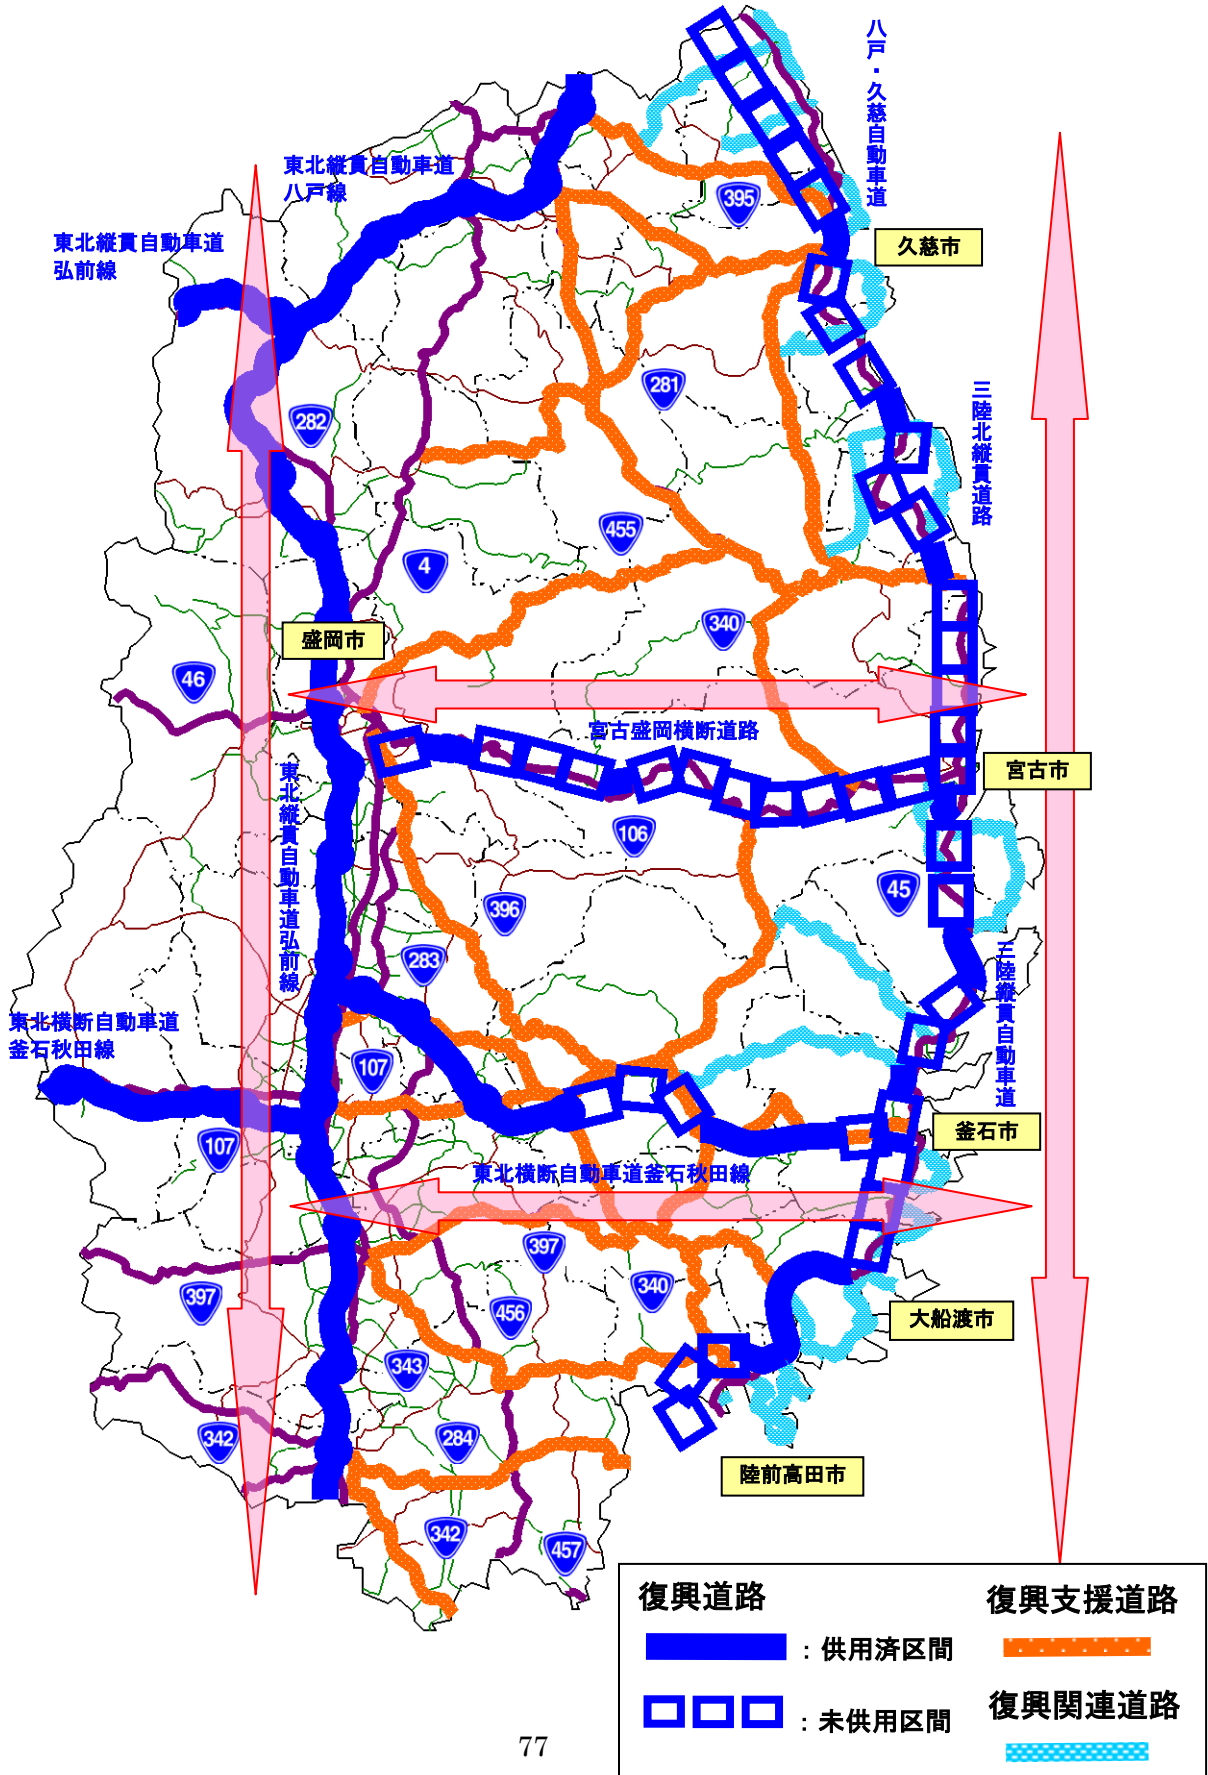 八戸・久慈自動車道
東北縦貫自動車道
八戸線
395
東北縦貫自動車道
弘前線
久慈市
281
三陸北縦貫道路
282
455
4
340
盛岡市
46
宮古盛岡横断道路
宮古市
東北縦貫自動車道弘前線
106
45
396
283
三陸縦貫自動車道
東北横断自動車道
釜石秋田線
107
釜石市
107
東北横断自動車道釜石秋田線
397
340
397
456
大船渡市
343
342
284
陸前高田市
342
457
復興道路
復興支援道路
：供用済区間
復興関連道路
：未供用区間
77